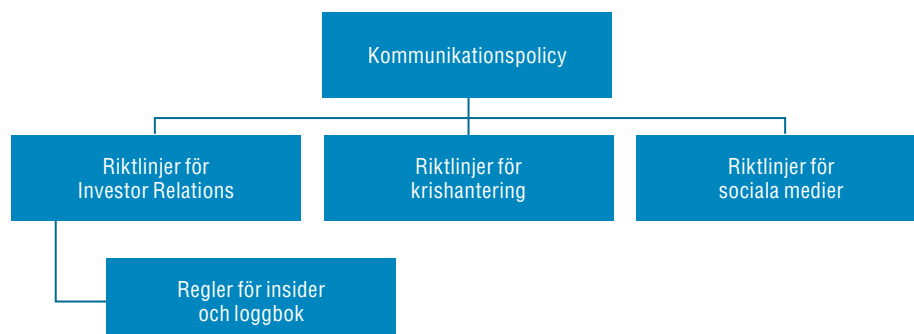 Kommunikationspolicy
Riktlinjer för
Investor Relations
Riktlinjer för
krishantering
Riktlinjer för
sociala medier
Regler för insider
och loggbok